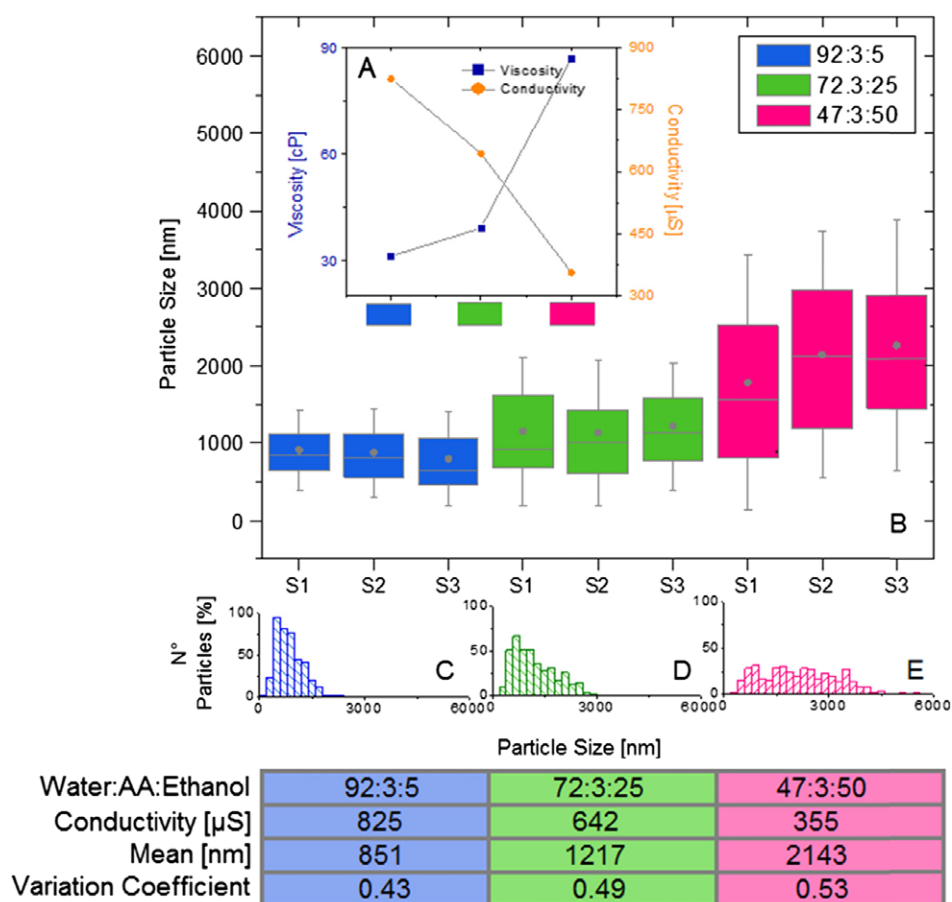 6000
5000
4000
3000
2000
1000
0
Particle Size [nm]
A
90
60
30
Viscosity [cP]
Viscosity
Conductivity
900
750
600
450
300
Conductivity [µS]
92:3:5
72.3:25
47:3:50
B
S1 S2 S3 S1 S2 S3 S1 S2 S3
N°
Particles [%]
100
50
0
C
0 3000 6000
100
50
0
D
0 3000 6000
100
50
0
E
0 3000 6000
Particle Size [nm]
Water:AA:Ethanol 92:3:5 72:3:25 47:3:50
Conductivity [µS] 825 642 355
Mean [nm] 851 1217 2143
Variation Coefficient 0.43 0.49 0.53